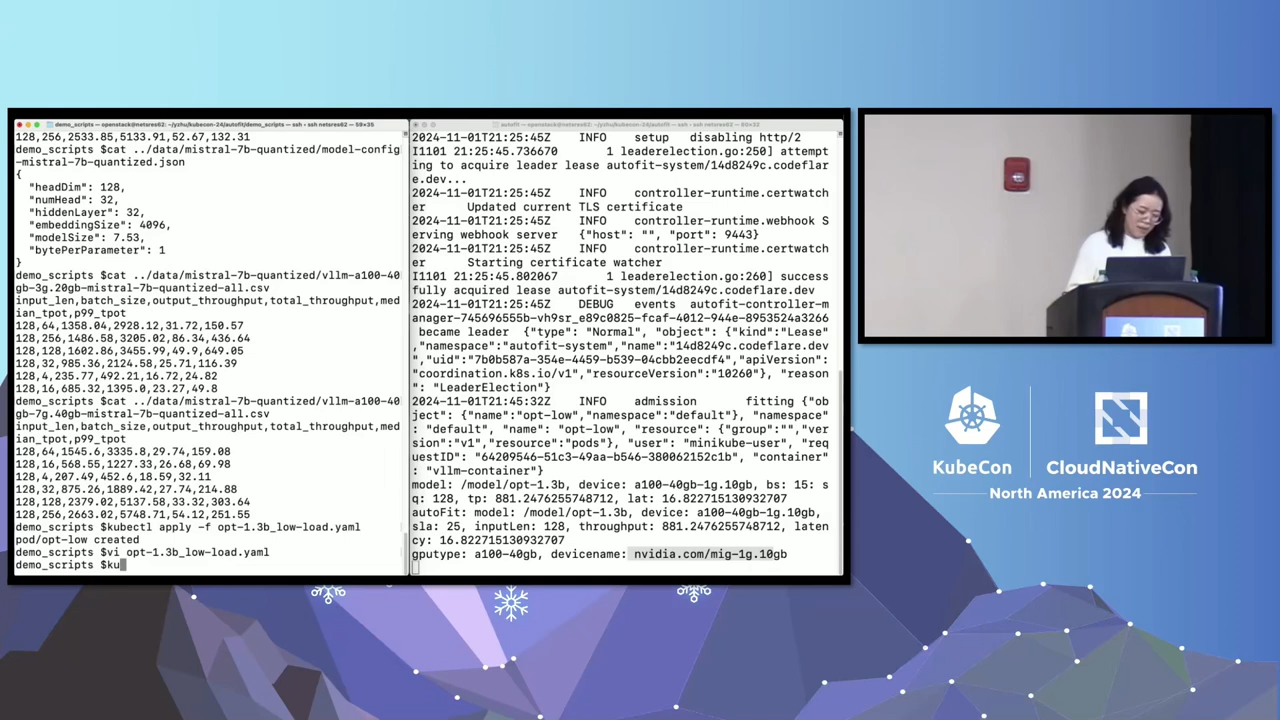 demo_scripts — openstack@netsres62: ~/yzhu/kubecon-24/autofit/demo_scripts — ssh • ssh netsres62 — 59×35
128,256,2533.85,5133.91,52.67,132.31
demo_scripts $cat ../data/mistral-7b-quantized/model-config
-mistral-7b-quantized.json
{
"headDim": 128,
"numHead": 32,
"hiddenLayer": 32,
"embeddingSize": 4096,
"modelSize": 7.53,
"bytePerParameter": 1
}
demo_scripts $cat ../data/mistral-7b-quantized/vllm-a100-40
gb-3g.20gb-mistral-7b-quantized-all.csv
input_len,batch_size,output_throughput,total_throughput,med
ian_tpot,p99_tpot
128,64,1358.04,2928.12,31.72,150.57
128,256,1486.58,3205.02,86.34,436.64
128,128,1602.86,3455.99,49.9,649.05
128,32,985.36,2124.58,25.71,116.39
128,4,235.77,492.21,16.72,24.82
128,16,685.32,1395.0,23.27,49.8
demo_scripts $cat ../data/mistral-7b-quantized/vllm-a100-40
gb-7g.40gb-mistral-7b-quantized-all.csv
input_len,batch_size,output_throughput,total_throughput,med
ian_tpot,p99_tpot
128,64,1545.6,3335.8,29.74,159.08
128,16,568.55,1227.33,26.68,69.98
128,4,207.49,452.6,18.59,32.11
128,32,875.26,1889.42,27.74,214.88
128,128,2379.02,5137.58,33.32,303.64
128,256,2663.02,5748.71,54.12,251.55
demo_scripts $kubectl apply -f opt-1.3b_low-load.yaml
pod/opt-low created
demo_scripts $vi opt-1.3b_low-load.yaml
demo_scripts $ku
2024-11-01T21:25:45Z INFO setup disabling http/2
I1101 21:25:45.736670 1 leaderelection.go:250] attempt
ing to acquire leader lease autofit-system/14d8249c.codefla
re.dev...
2024-11-01T21:25:45Z INFO controller-runtime.certwatch
er Updated current TLS certificate
2024-11-01T21:25:45Z INFO controller-runtime.webhook S
erving webhook server {"host": "", "port": 9443}
2024-11-01T21:25:45Z INFO controller-runtime.certwatch
er Starting certificate watcher
I1101 21:25:45.802067 1 leaderelection.go:260] success
fully acquired lease autofit-system/14d8249c.codeflare.dev
2024-11-01T21:25:45Z DEBUG events autofit-controller-m
anager-745696555b-vh9sr_e89c0825-fcaf-4012-944e-8953524a3266
became leader {"type": "Normal", "object": {"kind":"Lease"
,"namespace":"autofit-system","name":"14d8249c.codeflare.dev
","uid":"7b0b587a-354e-4459-b539-04cbb2eecdf4","apiVersion":
"coordination.k8s.io/v1","resourceVersion":"10260"}, "reason
": "LeaderElection"}
2024-11-01T21:45:32Z INFO admission fitting {"ob
ject": {"name":"opt-low","namespace":"default"}, "namespace"
: "default", "name": "opt-low", "resource": {"group":"","ver
sion":"v1","resource":"pods"}, "user": "minikube-user", "req
uestID": "64209546-51c3-49aa-b546-380062152c1b", "container"
: "vllm-container"}
model: /model/opt-1.3b, device: a100-40gb-1g.10gb, bs: 15: s
q: 128, tp: 881.2476255748712, lat: 16.822715130932707
autoFit: model: /model/opt-1.3b, device: a100-40gb-1g.10gb,
sla: 25, inputLen: 128, throughput: 881.2476255748712, laten
cy: 16.822715130932707
gputype: a100-40gb, devicename: nvidia.com/mig-1g.10gb
KubeCon
CloudNativeCon
North America 2024